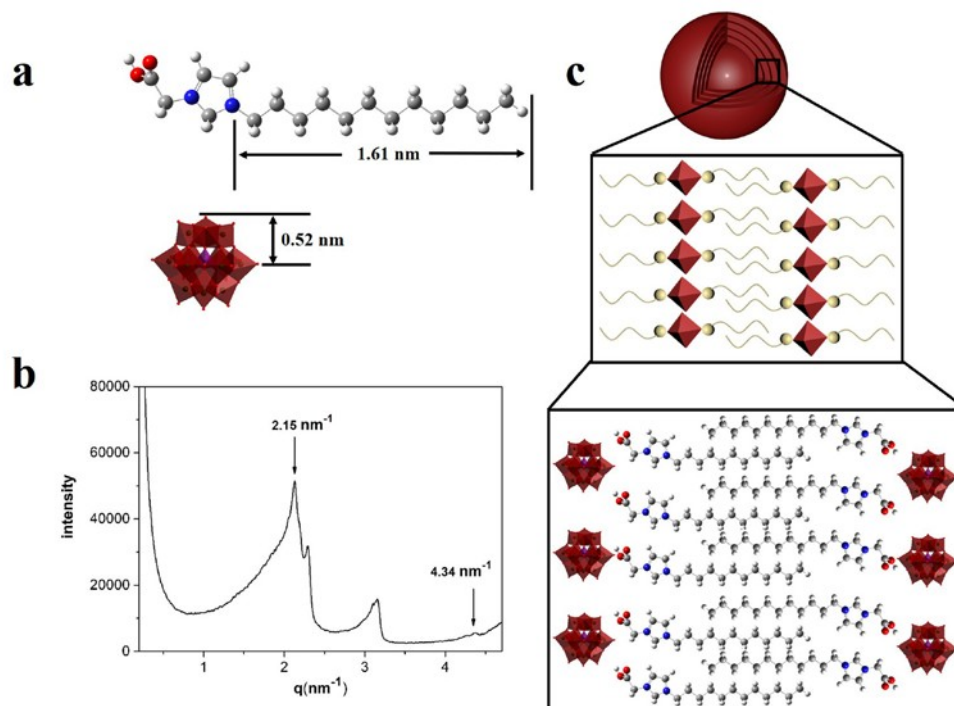 a
1.61 nm
0.52 nm
b
80000
60000
40000
20000
0
intensity
2.15 nm⁻¹
4.34 nm⁻¹
1
2
3
4
q(nm⁻¹)
c